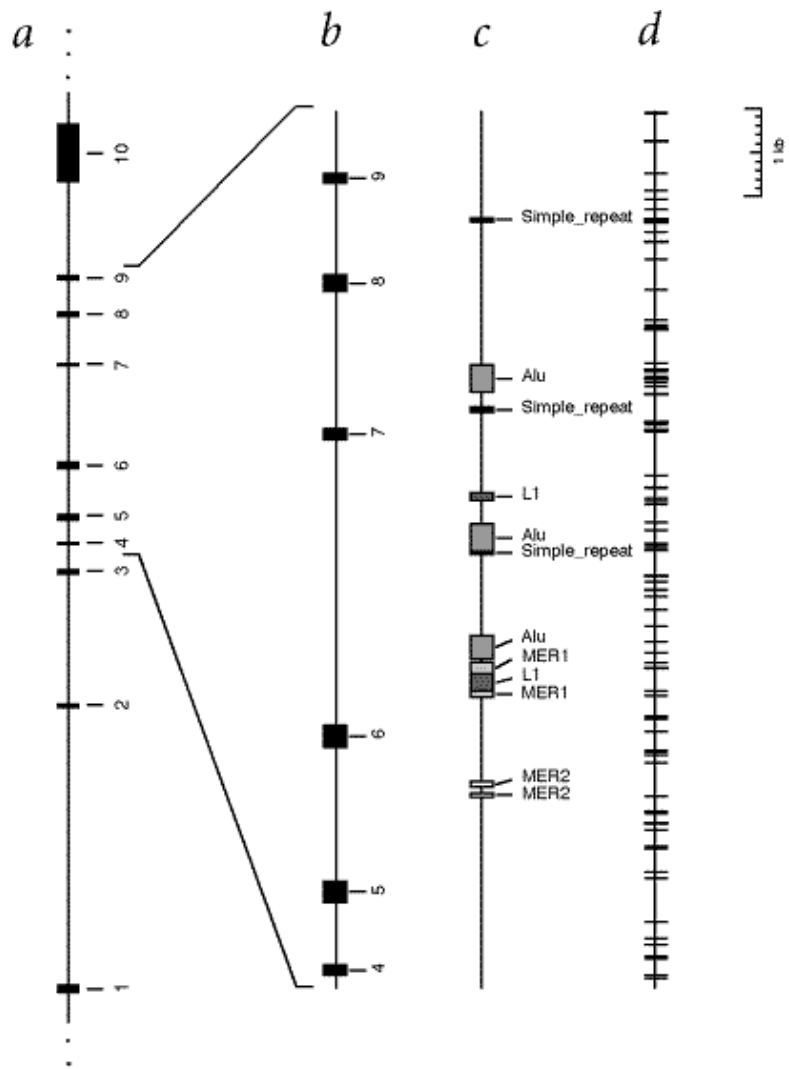 a b c d
10
9
8
7
6
5
4
3
2
1
9
8
7
6
5
4
Simple_repeat
Alu
Simple_repeat
L1
Alu
Simple_repeat
Alu
MER1
L1
MER1
MER2
MER2
1 kb